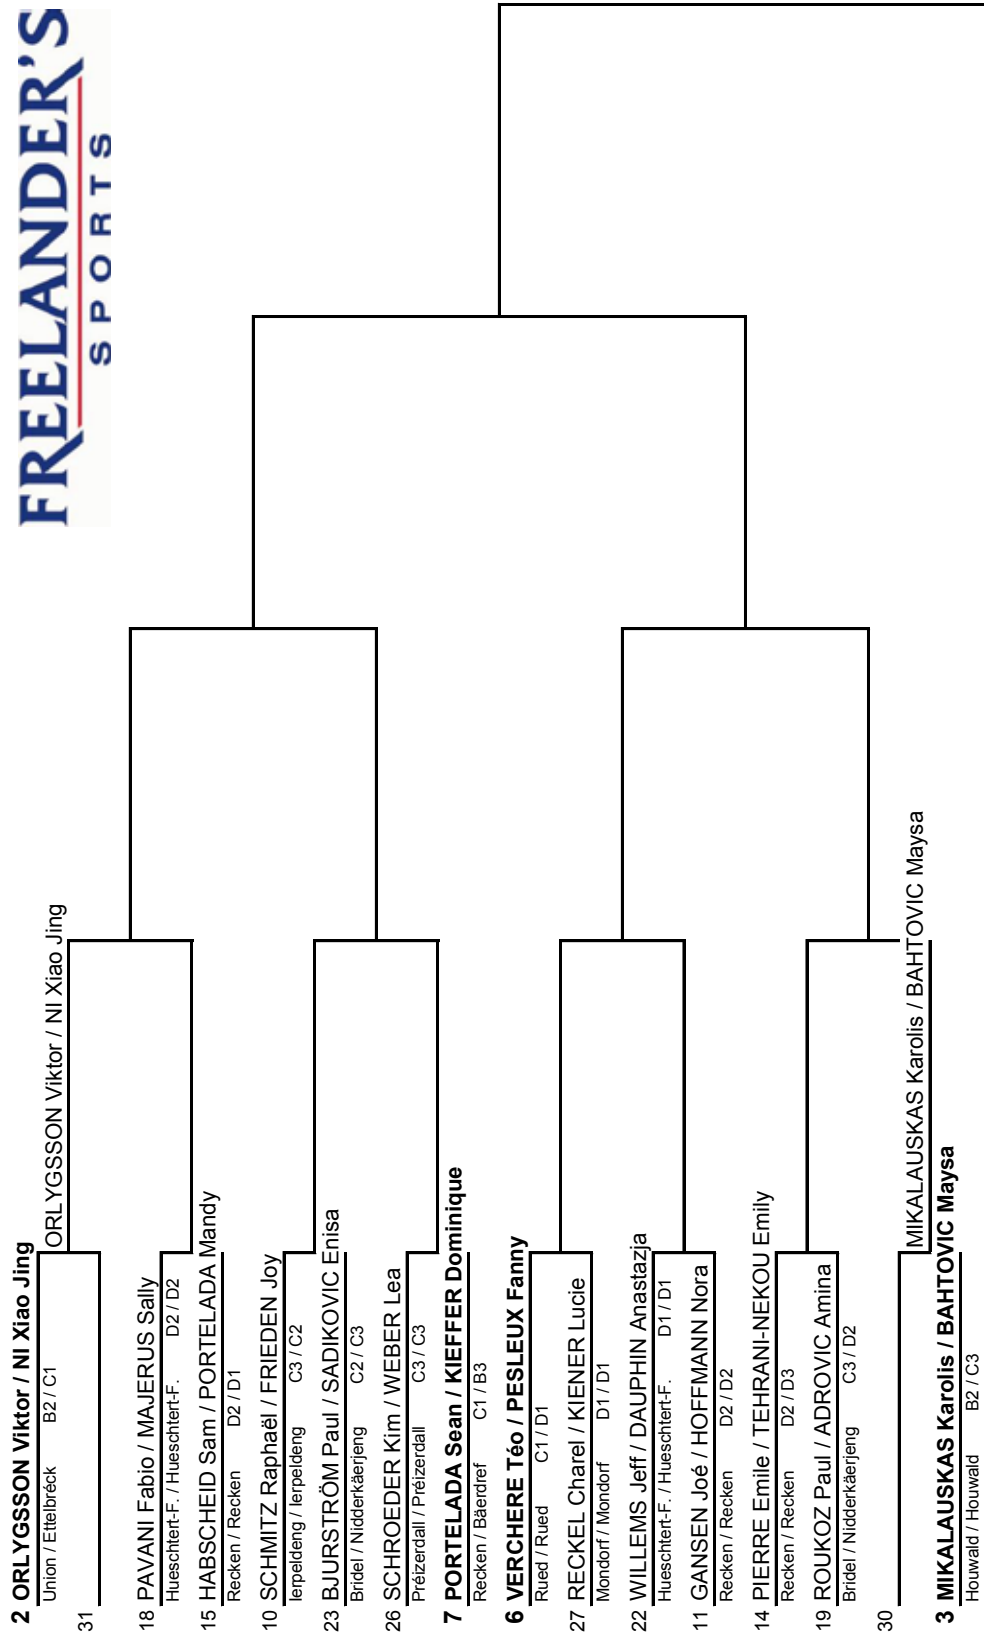 FREELANDER'S
SPORTS
2 ORLYGSSON Viktor / NI Xiao Jing
Union / Ettelbréck B2 / C1
ORLYGSSON Viktor / NI Xiao Jing
31
18 PAVANI Fabio / MAJERUS Sally
Hueschtert-F. / Hueschtert-F. D2 / D2
15 HABSCHEID Sam / PORTELADA Mandy
Recken / Recken D2 / D1
10 SCHMITZ Raphaël / FRIEDEN Joy
Ierpeldeng / Ierpeldeng C3 / C2
23 BJURSTRÖM Paul / SADIKOVIC Enisa
Bridel / Nidderkäerjeng C2 / C3
26 SCHROEDER Kim / WEBER Lea
Préizerdall / Préizerdall C3 / C3
7 PORTELADA Sean / KIEFFER Dominique
Recken / Bäerdref C1 / B3
6 VERCHERE Téo / PESLEUX Fanny
Rued / Rued C1 / D1
27 RECKEL Charel / KIENER Lucie
Mondorf / Mondorf D1 / D1
22 WILLEMS Jeff / DAUPHIN Anastazja
Hueschtert-F. / Hueschtert-F. D1 / D1
11 GANSEN Joé / HOFFMANN Nora
Recken / Recken D2 / D2
14 PIERRE Emile / TEHRANI-NEKOU Emily
Recken / Recken D2 / D3
19 ROUKOZ Paul / ADROVIC Amina
Bridel / Nidderkäerjeng C3 / D2
30
MIKALAUSKAS Karolis / BAHTOVIC Maysa
3 MIKALAUSKAS Karolis / BAHTOVIC Maysa
Houwald / Houwald B2 / C3